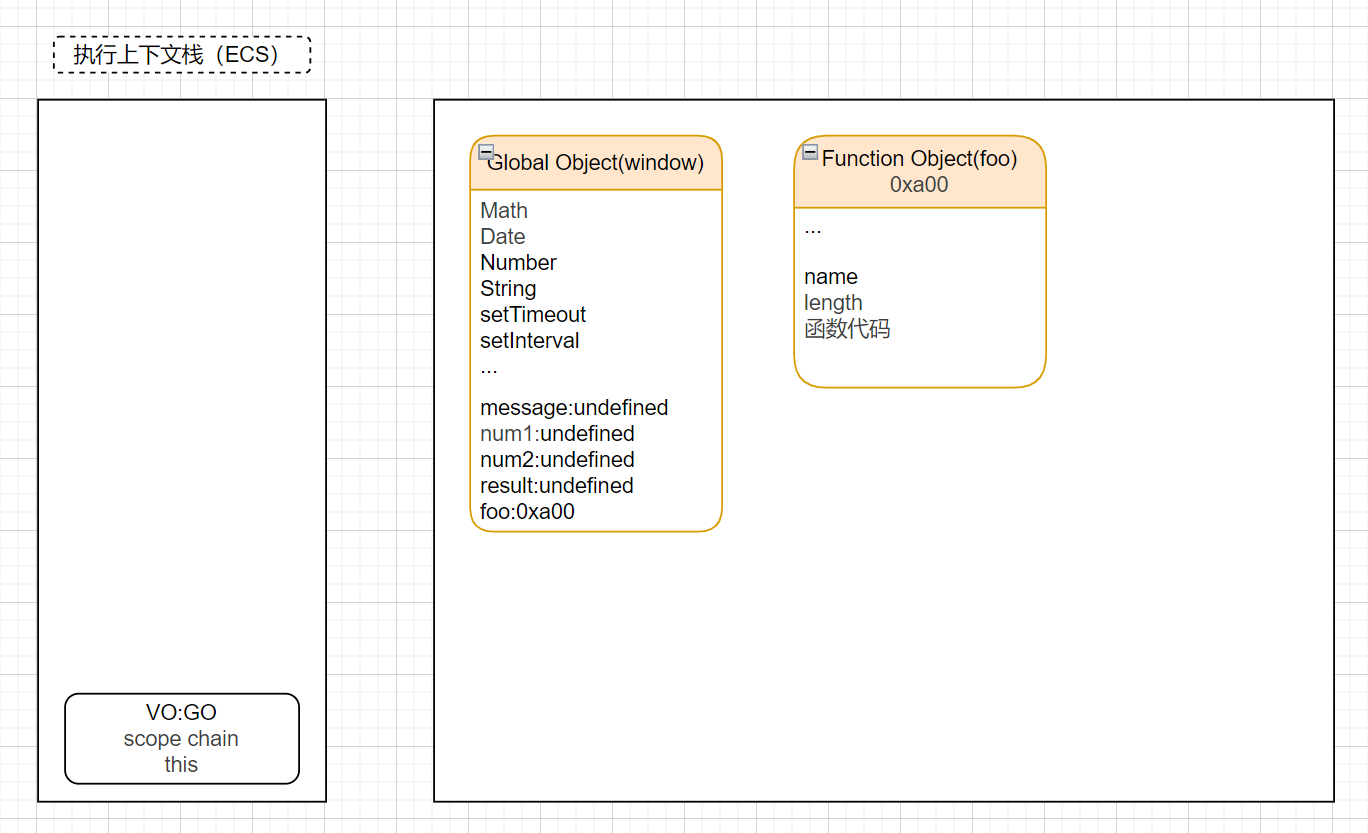 执行上下文栈（ECS）
Global Object(window)
Math
Date
Number
String
setTimeout
setInterval
...
message:undefined
num1:undefined
num2:undefined
result:undefined
foo:0xa00
Function Object(foo)
0xa00
...
name
length
函数代码
VO:GO
scope chain
this